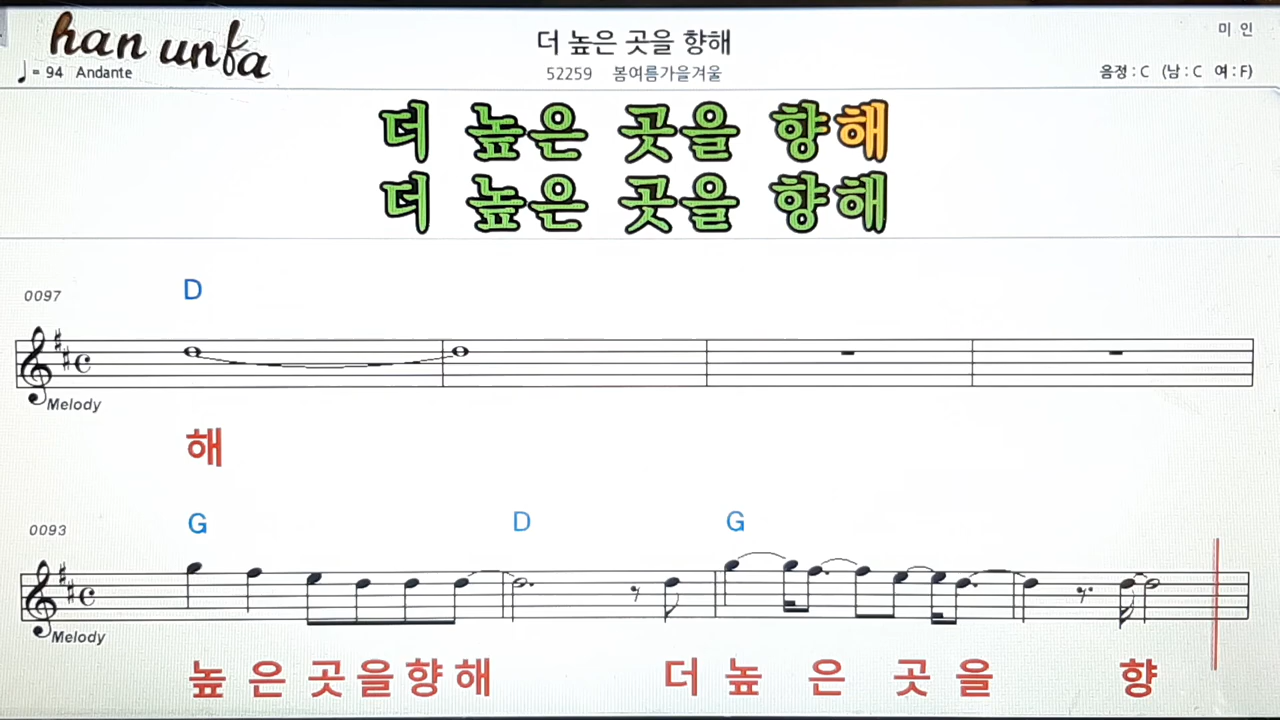 han unfa
더 높은 곳을 향해
미 인
♩= 94 Andante
52259 봄여름가을겨울
음정 : C (남 : C 여 : F)
더 높은 곳을 향해
더 높은 곳을 향해
0097
D
Melody
해
0093
G D G
Melody
높 은 곳 을 향 해 더 높 은 곳 을 향